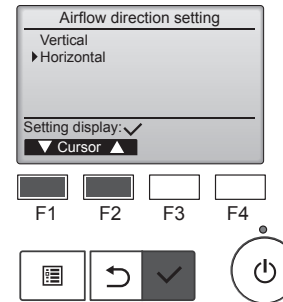 Airflow direction setting
Vertical
Horizontal
Setting display:
Cursor
F1 F2 F3 F4